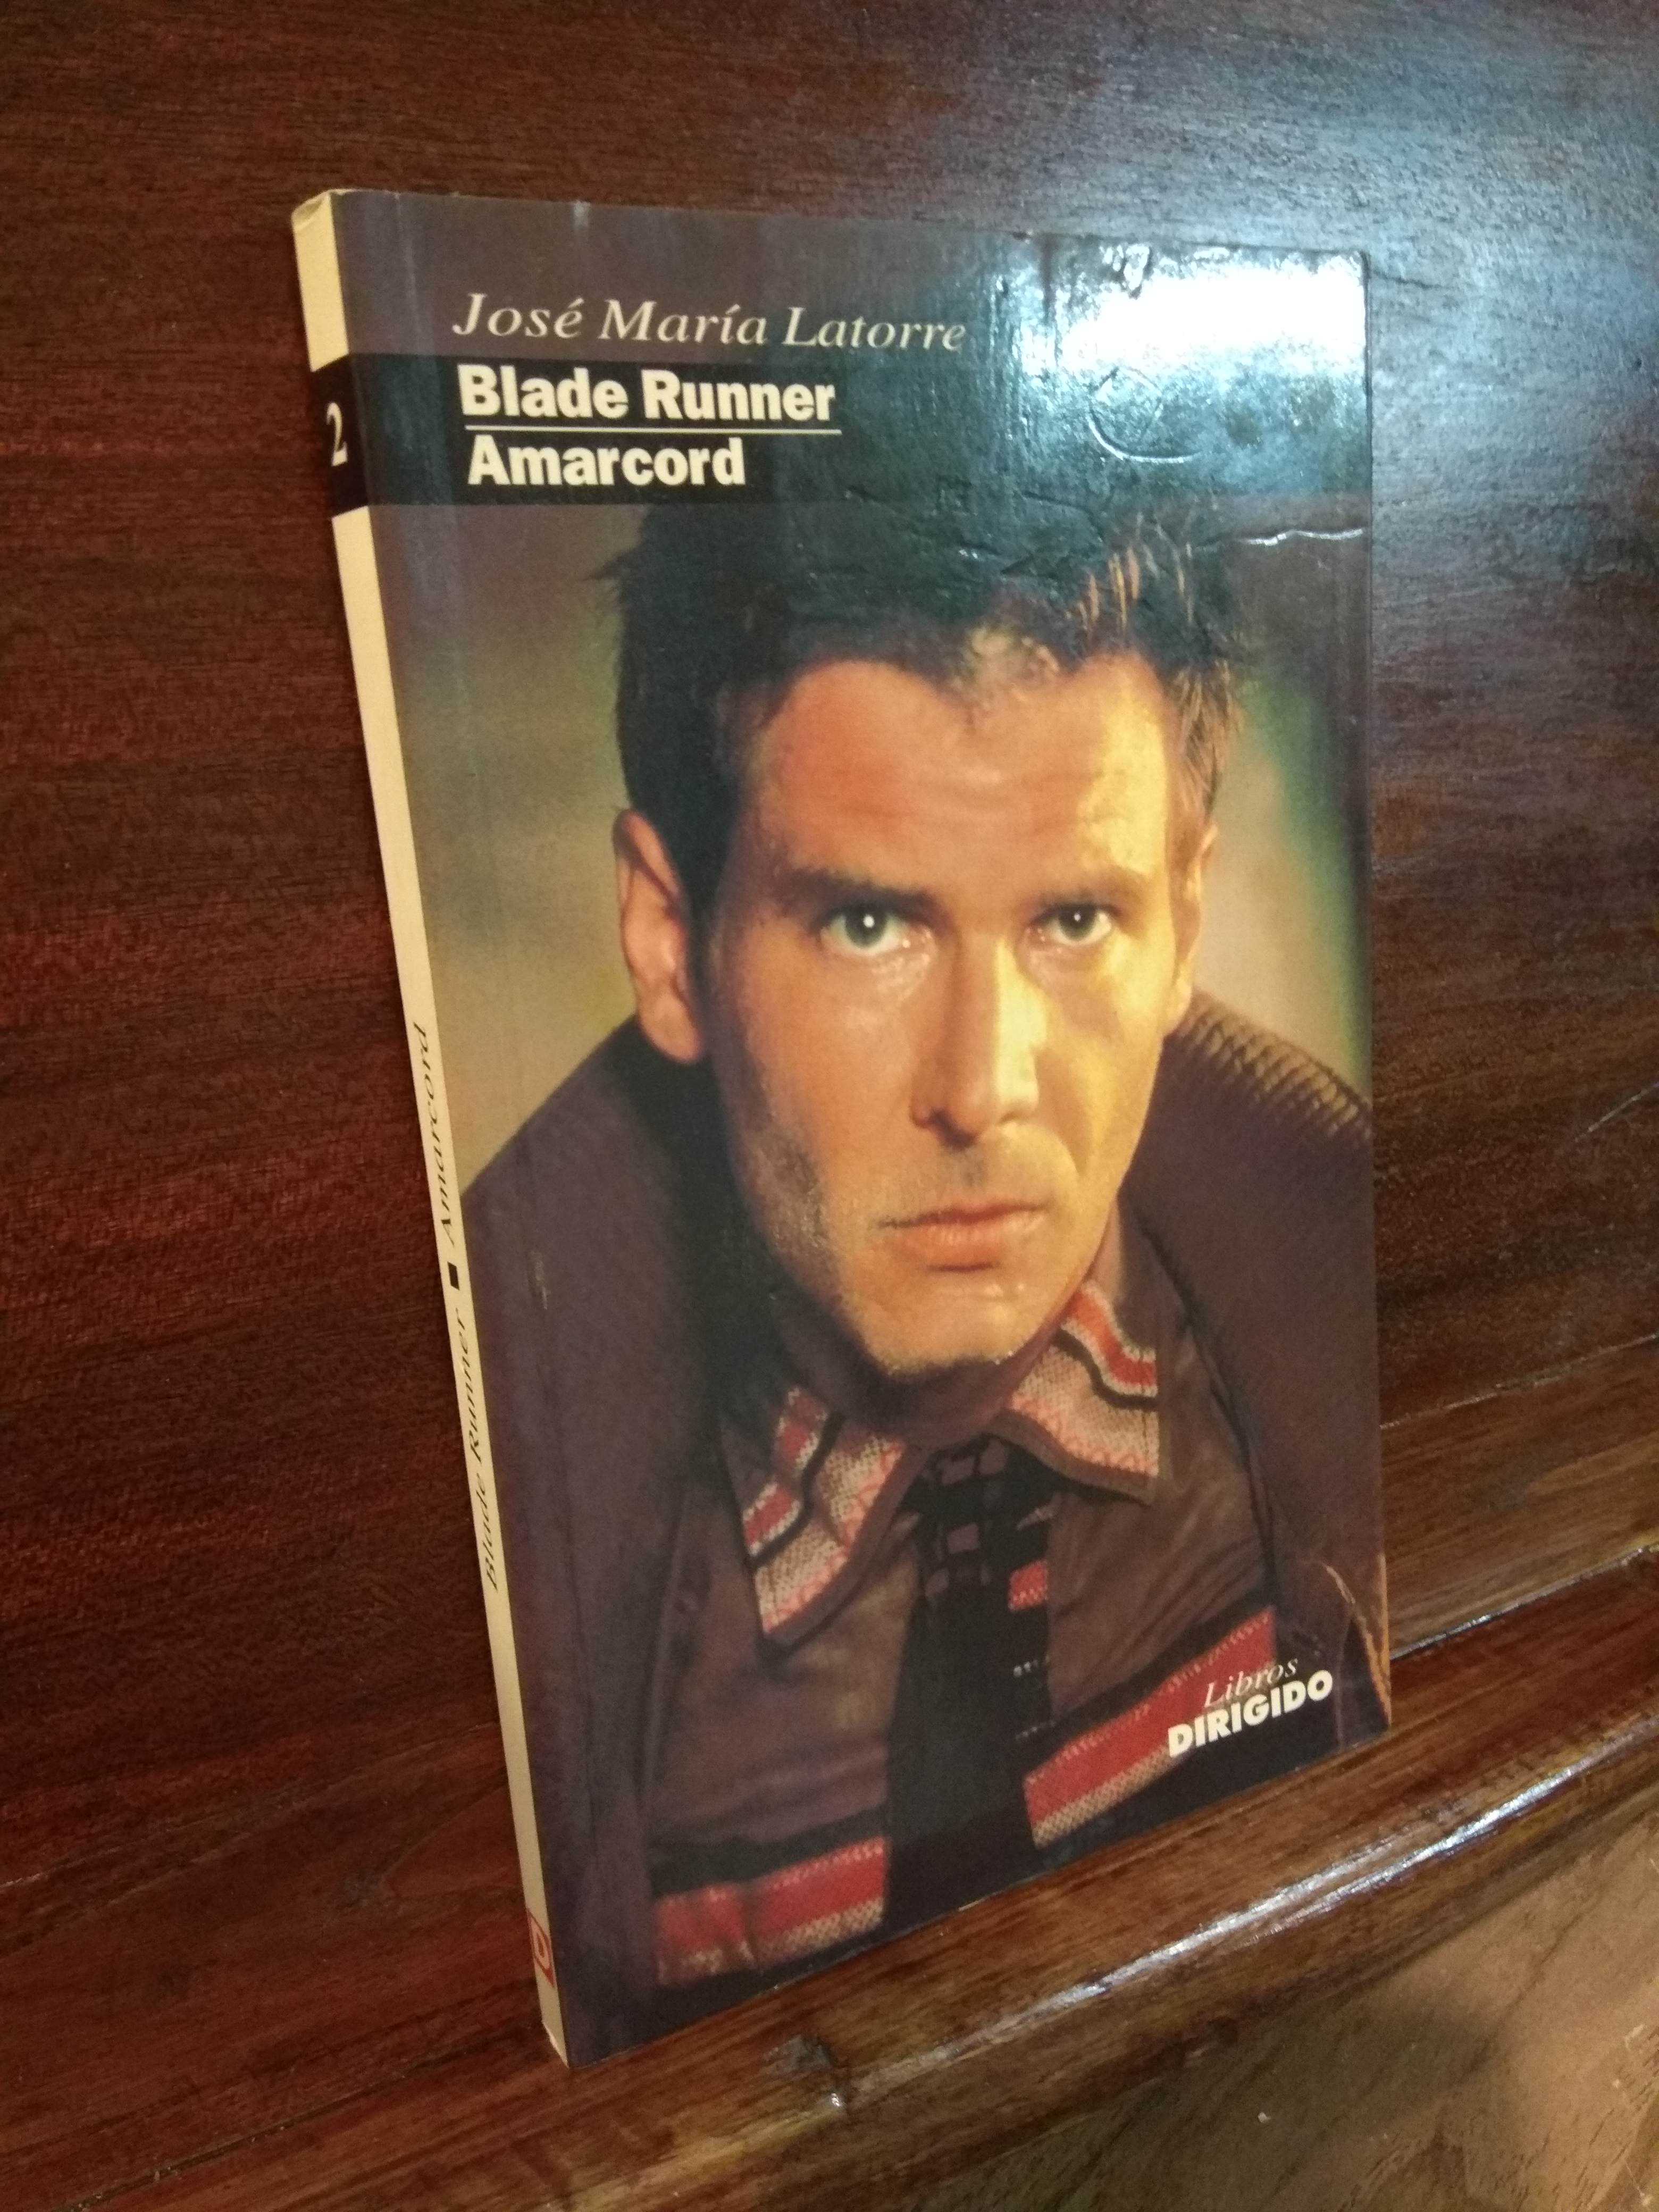 José María Latorre
Blade Runner
Amarcord
2
Blade Runner ■ Amarcord
Libros
DIRIGIDO
D